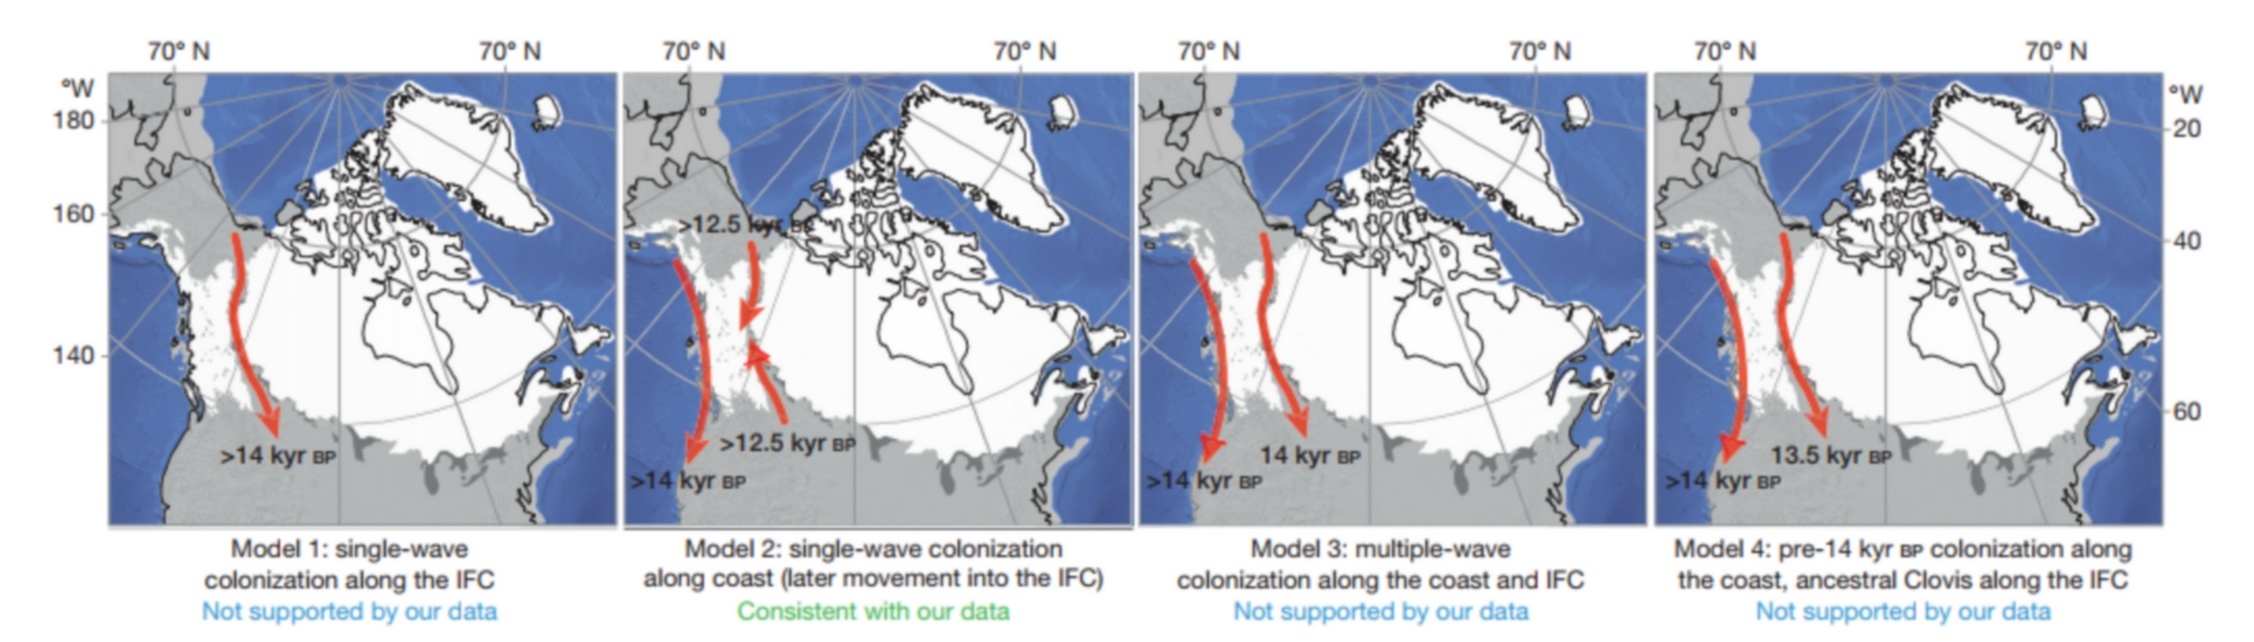 70° N
70° N
70° N
70° N
70° N
70° N
70° N
70° N
°W
180
160
140
°W
20
40
60
>14 kyr BP
>12.5 kyr BP
>12.5 kyr BP
>14 kyr BP
14 kyr BP
>14 kyr BP
13.5 kyr BP
>14 kyr BP
Model 1: single-wave
colonization along the IFC
Not supported by our data
Model 2: single-wave colonization
along coast (later movement into the IFC)
Consistent with our data
Model 3: multiple-wave
colonization along the coast and IFC
Not supported by our data
Model 4: pre-14 kyr BP colonization along
the coast, ancestral Clovis along the IFC
Not supported by our data